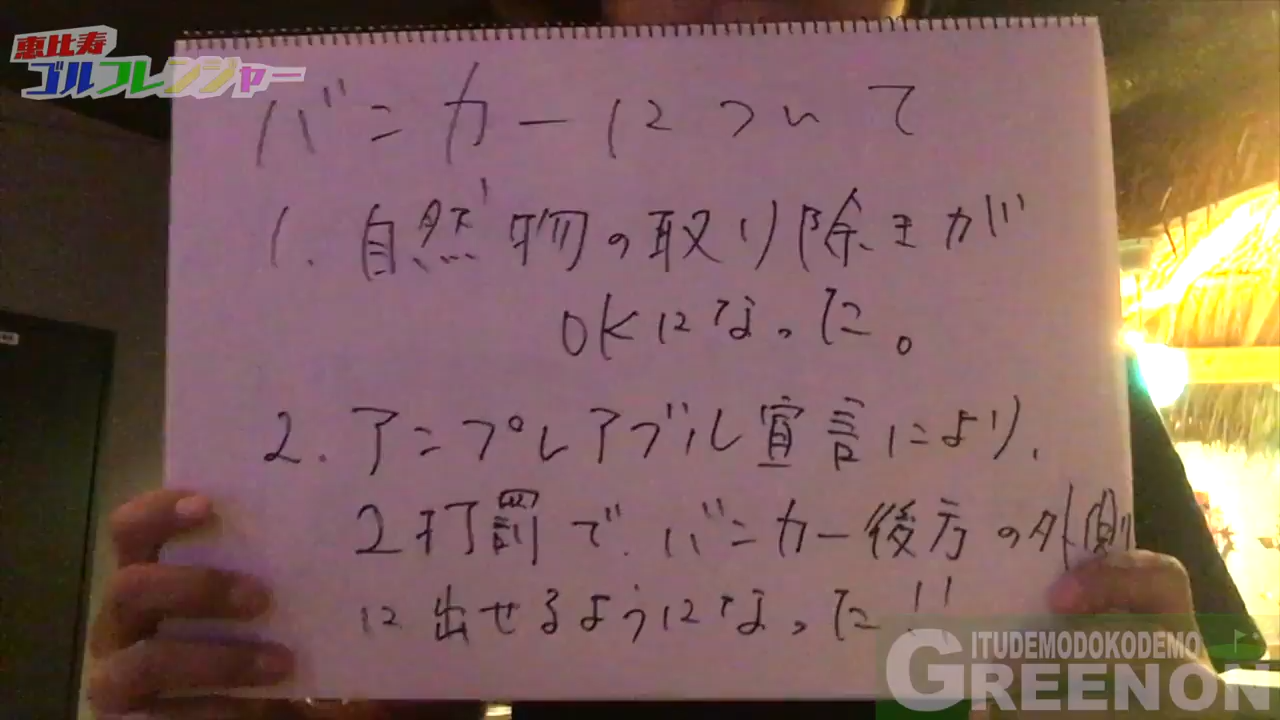 恵比寿
ゴルフレンジャー
バンカーについて
1. 自然物の取り除きが
OKになった。
2. アンプレアブル宣言により、
2打罰で、バンカー後方の外側
に出せるようになった!!
ITUDEMODOKODEMO
GREENON